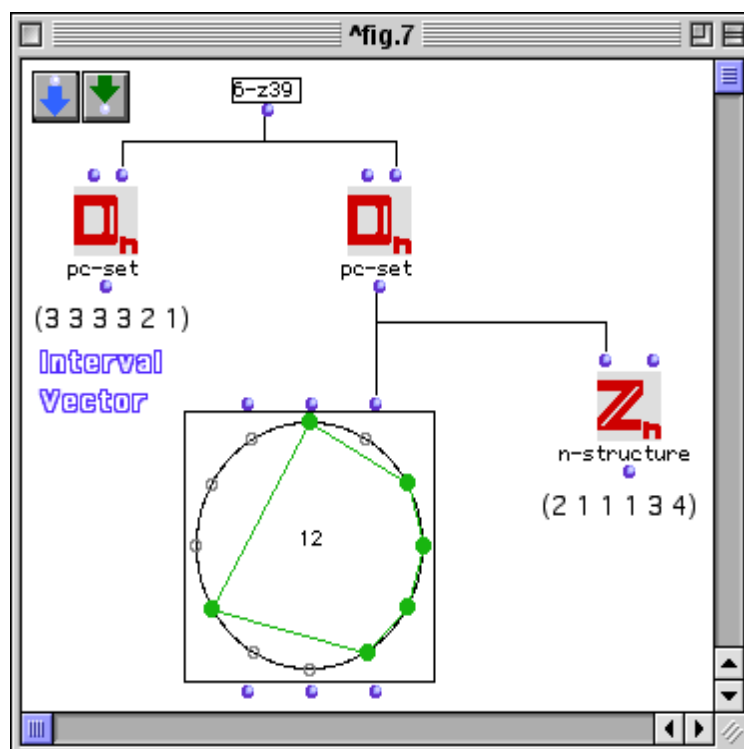 ^fig.7
6-z39
pc-set
pc-set
(3 3 3 3 2 1)
Interval
Vector
n-structure
(2 1 1 1 3 4)
12